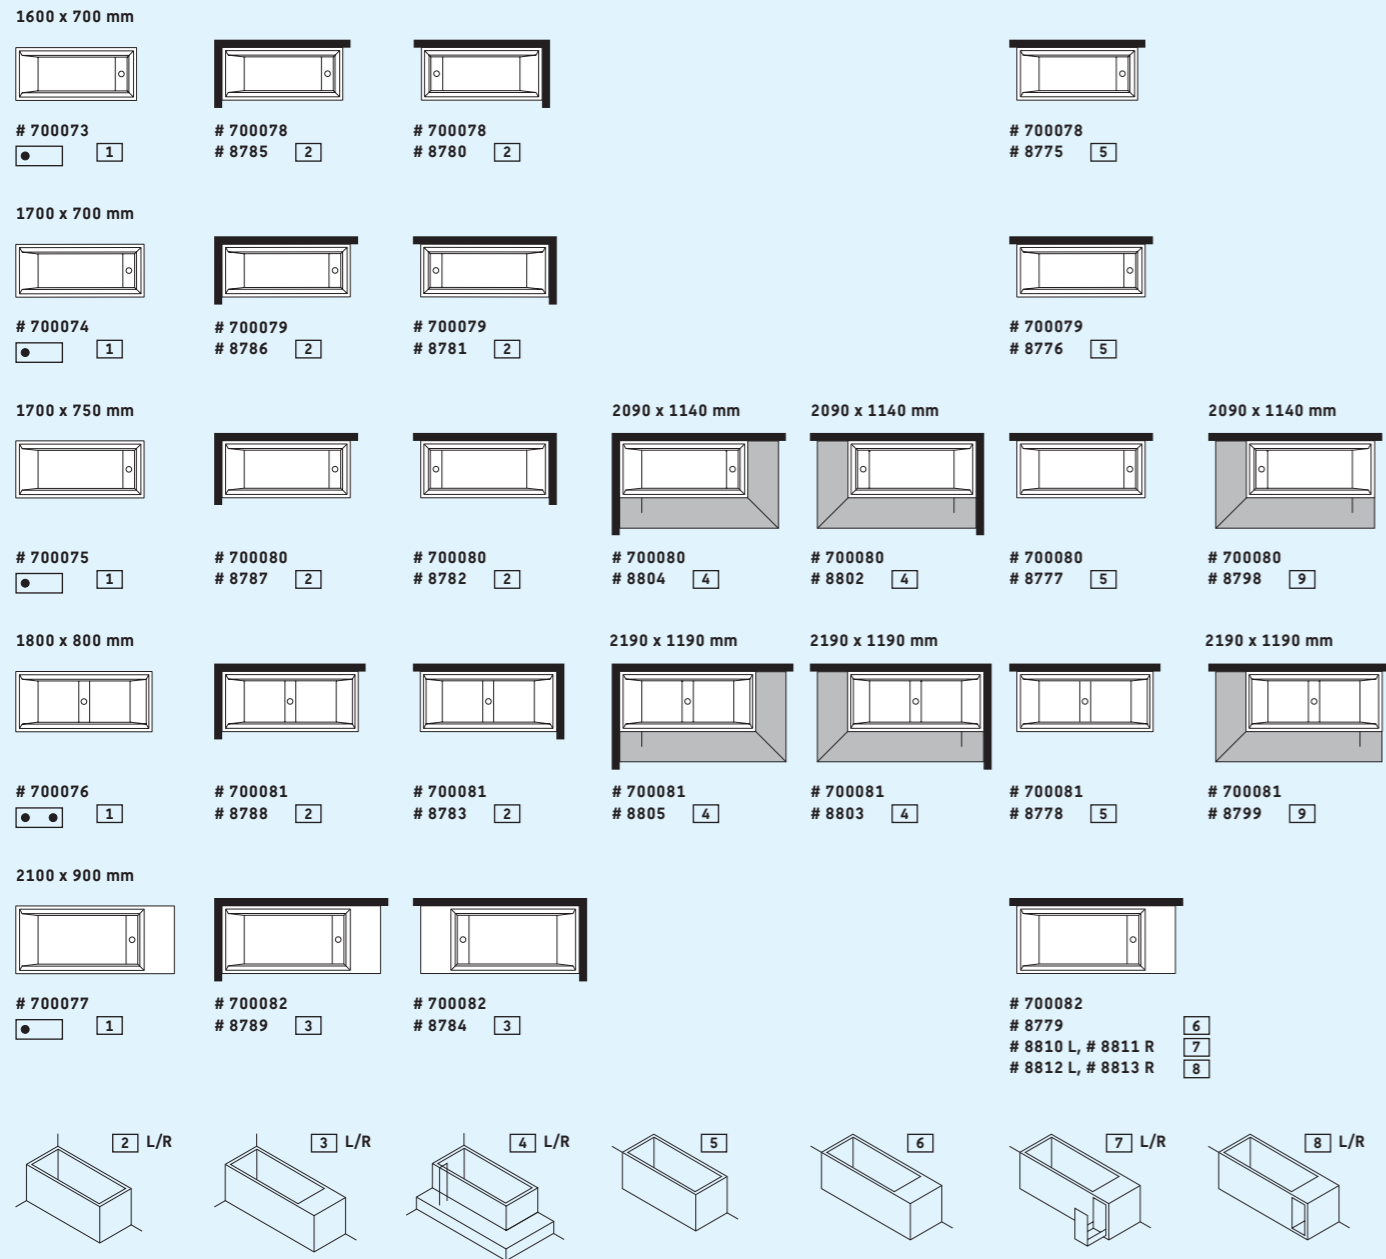 1600 x 700 mm
# 700073
1
# 700078
# 8785 2
# 700078
# 8780 2
# 700078
# 8775 5
1700 x 700 mm
# 700074
1
# 700079
# 8786 2
# 700079
# 8781 2
# 700079
# 8776 5
1700 x 750 mm
2090 x 1140 mm
2090 x 1140 mm
2090 x 1140 mm
# 700075
1
# 700080
# 8787 2
# 700080
# 8782 2
# 700080
# 8804 4
# 700080
# 8802 4
# 700080
# 8777 5
# 700080
# 8798 9
1800 x 800 mm
2190 x 1190 mm
2190 x 1190 mm
2190 x 1190 mm
# 700076
1
# 700081
# 8788 2
# 700081
# 8783 2
# 700081
# 8805 4
# 700081
# 8803 4
# 700081
# 8778 5
# 700081
# 8799 9
2100 x 900 mm
# 700077
1
# 700082
# 8789 3
# 700082
# 8784 3
# 700082
# 8779 6
# 8810 L, # 8811 R 7
# 8812 L, # 8813 R 8
2 L/R
3 L/R
4 L/R
5
6
7 L/R
8 L/R